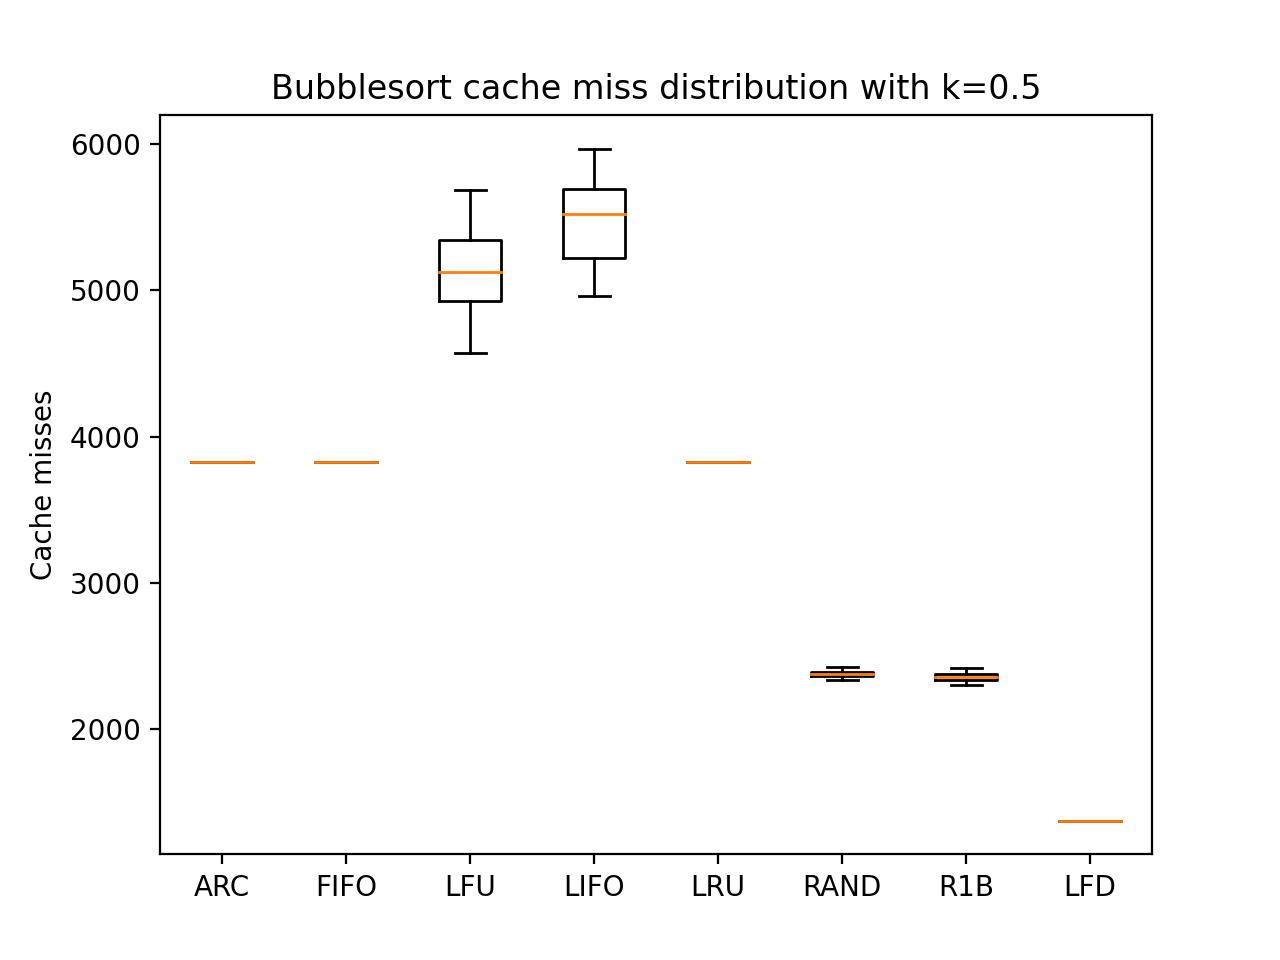 Bubblesort cache miss distribution with k=0.5
6000
5000
4000
3000
2000
Cache misses
ARC FIFO LFU LIFO LRU RAND R1B LFD